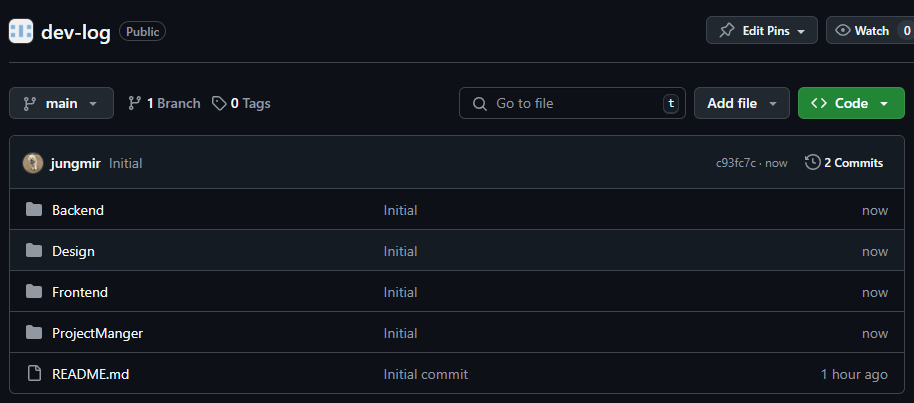 dev-log Public Edit Pins Watch 0
main 1 Branch 0 Tags Go to file t Add file Code
jungmir Initial c93fc7c · now 2 Commits
Backend Initial now
Design Initial now
Frontend Initial now
ProjectManger Initial now
README.md Initial commit 1 hour ago